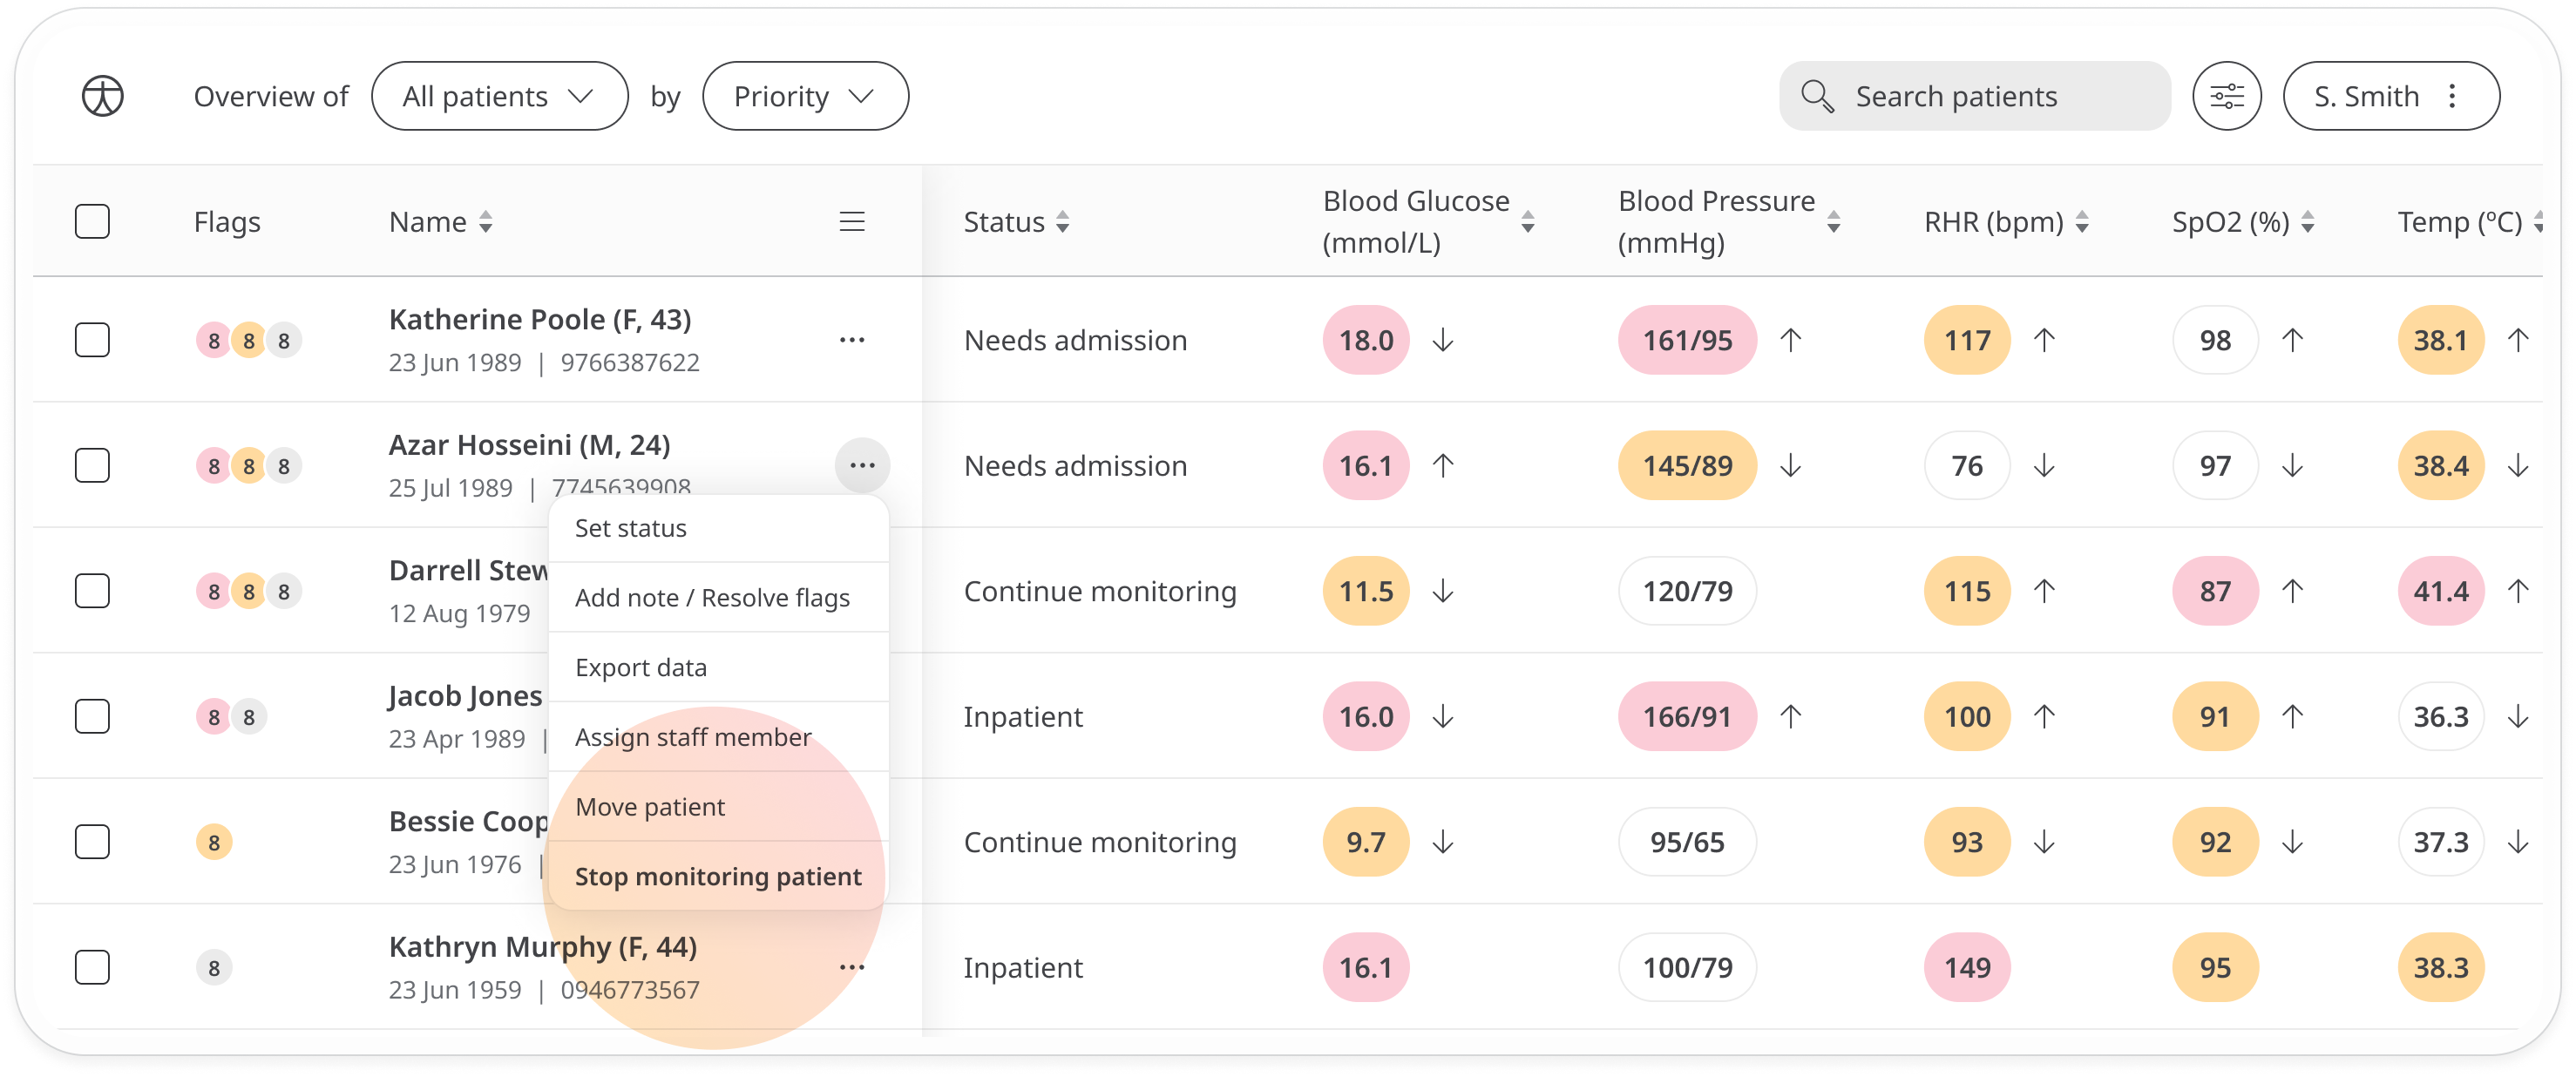 Overview of All patients by Priority Search patients S. Smith
Flags Name Status Blood Glucose (mmol/L) Blood Pressure (mmHg) RHR (bpm) SpO2 (%) Temp (ºC)
8 8 8 Katherine Poole (F, 43) Needs admission 18.0 ↓ 161/95 ↑ 117 ↑ 98 ↑ 38.1 ↑
23 Jun 1989 | 9766387622
8 8 8 Azar Hosseini (M, 24) Needs admission 16.1 ↑ 145/89 ↓ 76 ↓ 97 ↓ 38.4 ↓
25 Jul 1989 | 7745639908
Set status
8 8 8 Darrell Stew Continue monitoring 11.5 ↓ 120/79 115 ↑ 87 ↑ 41.4 ↑
12 Aug 1979
Add note / Resolve flags
Export data
8 8 Jacob Jones Inpatient 16.0 ↓ 166/91 ↑ 100 ↑ 91 ↑ 36.3 ↓
23 Apr 1989 |
Assign staff member
Move patient
8 Bessie Coop Continue monitoring 9.7 ↓ 95/65 93 ↓ 92 ↓ 37.3 ↓
23 Jun 1976 |
Stop monitoring patient
8 Kathryn Murphy (F, 44) Inpatient 16.1 100/79 149 95 38.3
23 Jun 1959 | 0946773567